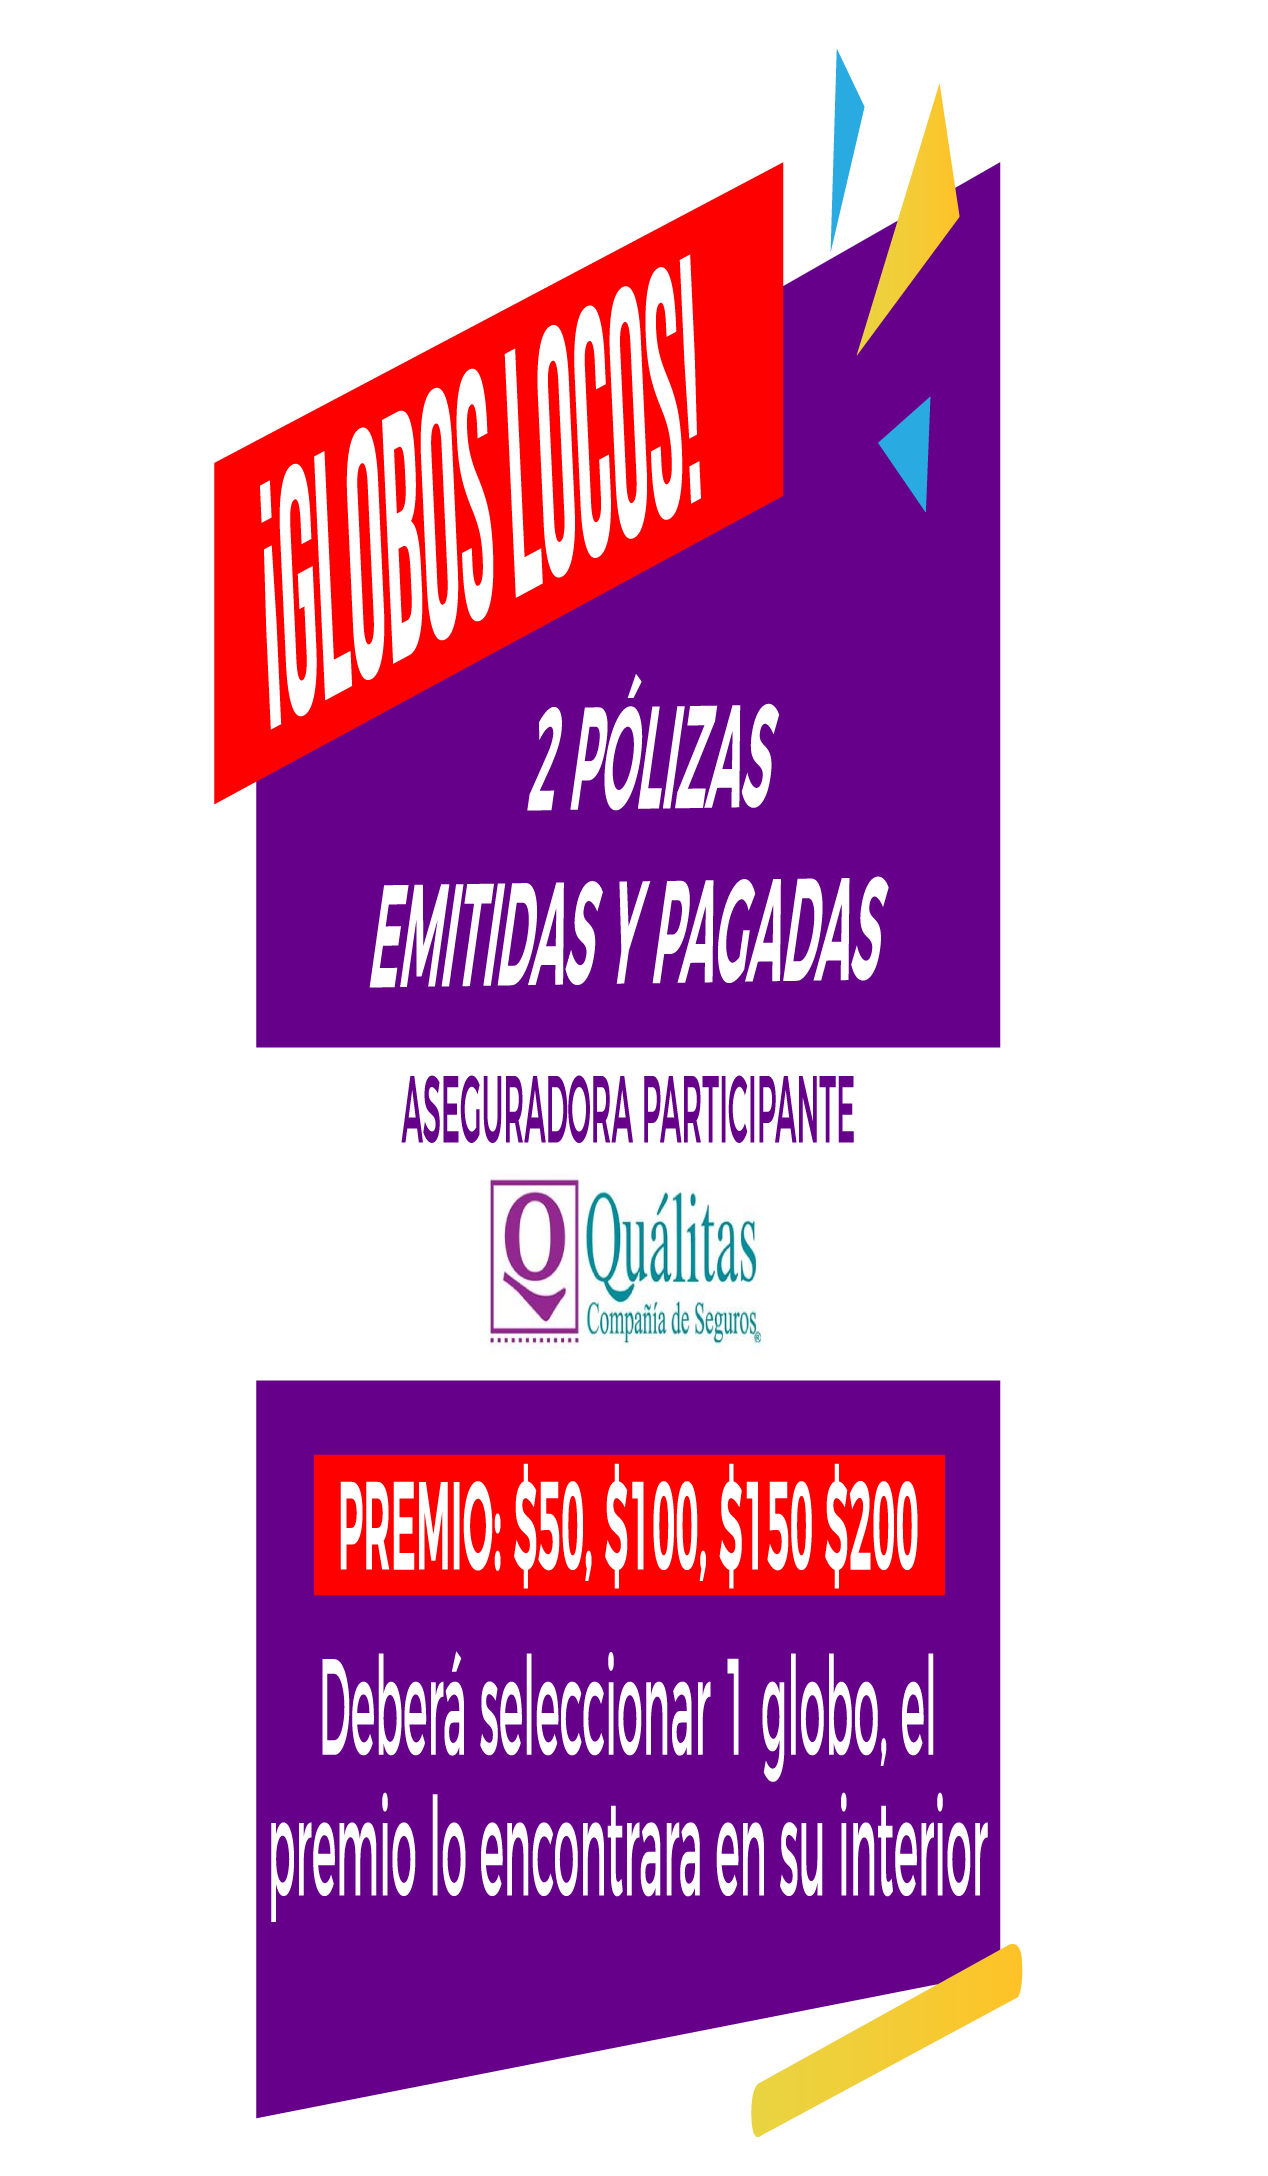 ¡GLOBOS LOCOS!
2 PÓLIZAS
EMITIDAS Y PAGADAS
ASEGURADORA PARTICIPANTE
Q Quálitas
Compañía de Seguros®
PREMIO: $50, $100, $150 $200
Deberá seleccionar 1 globo, el
premio lo encontrara en su interior